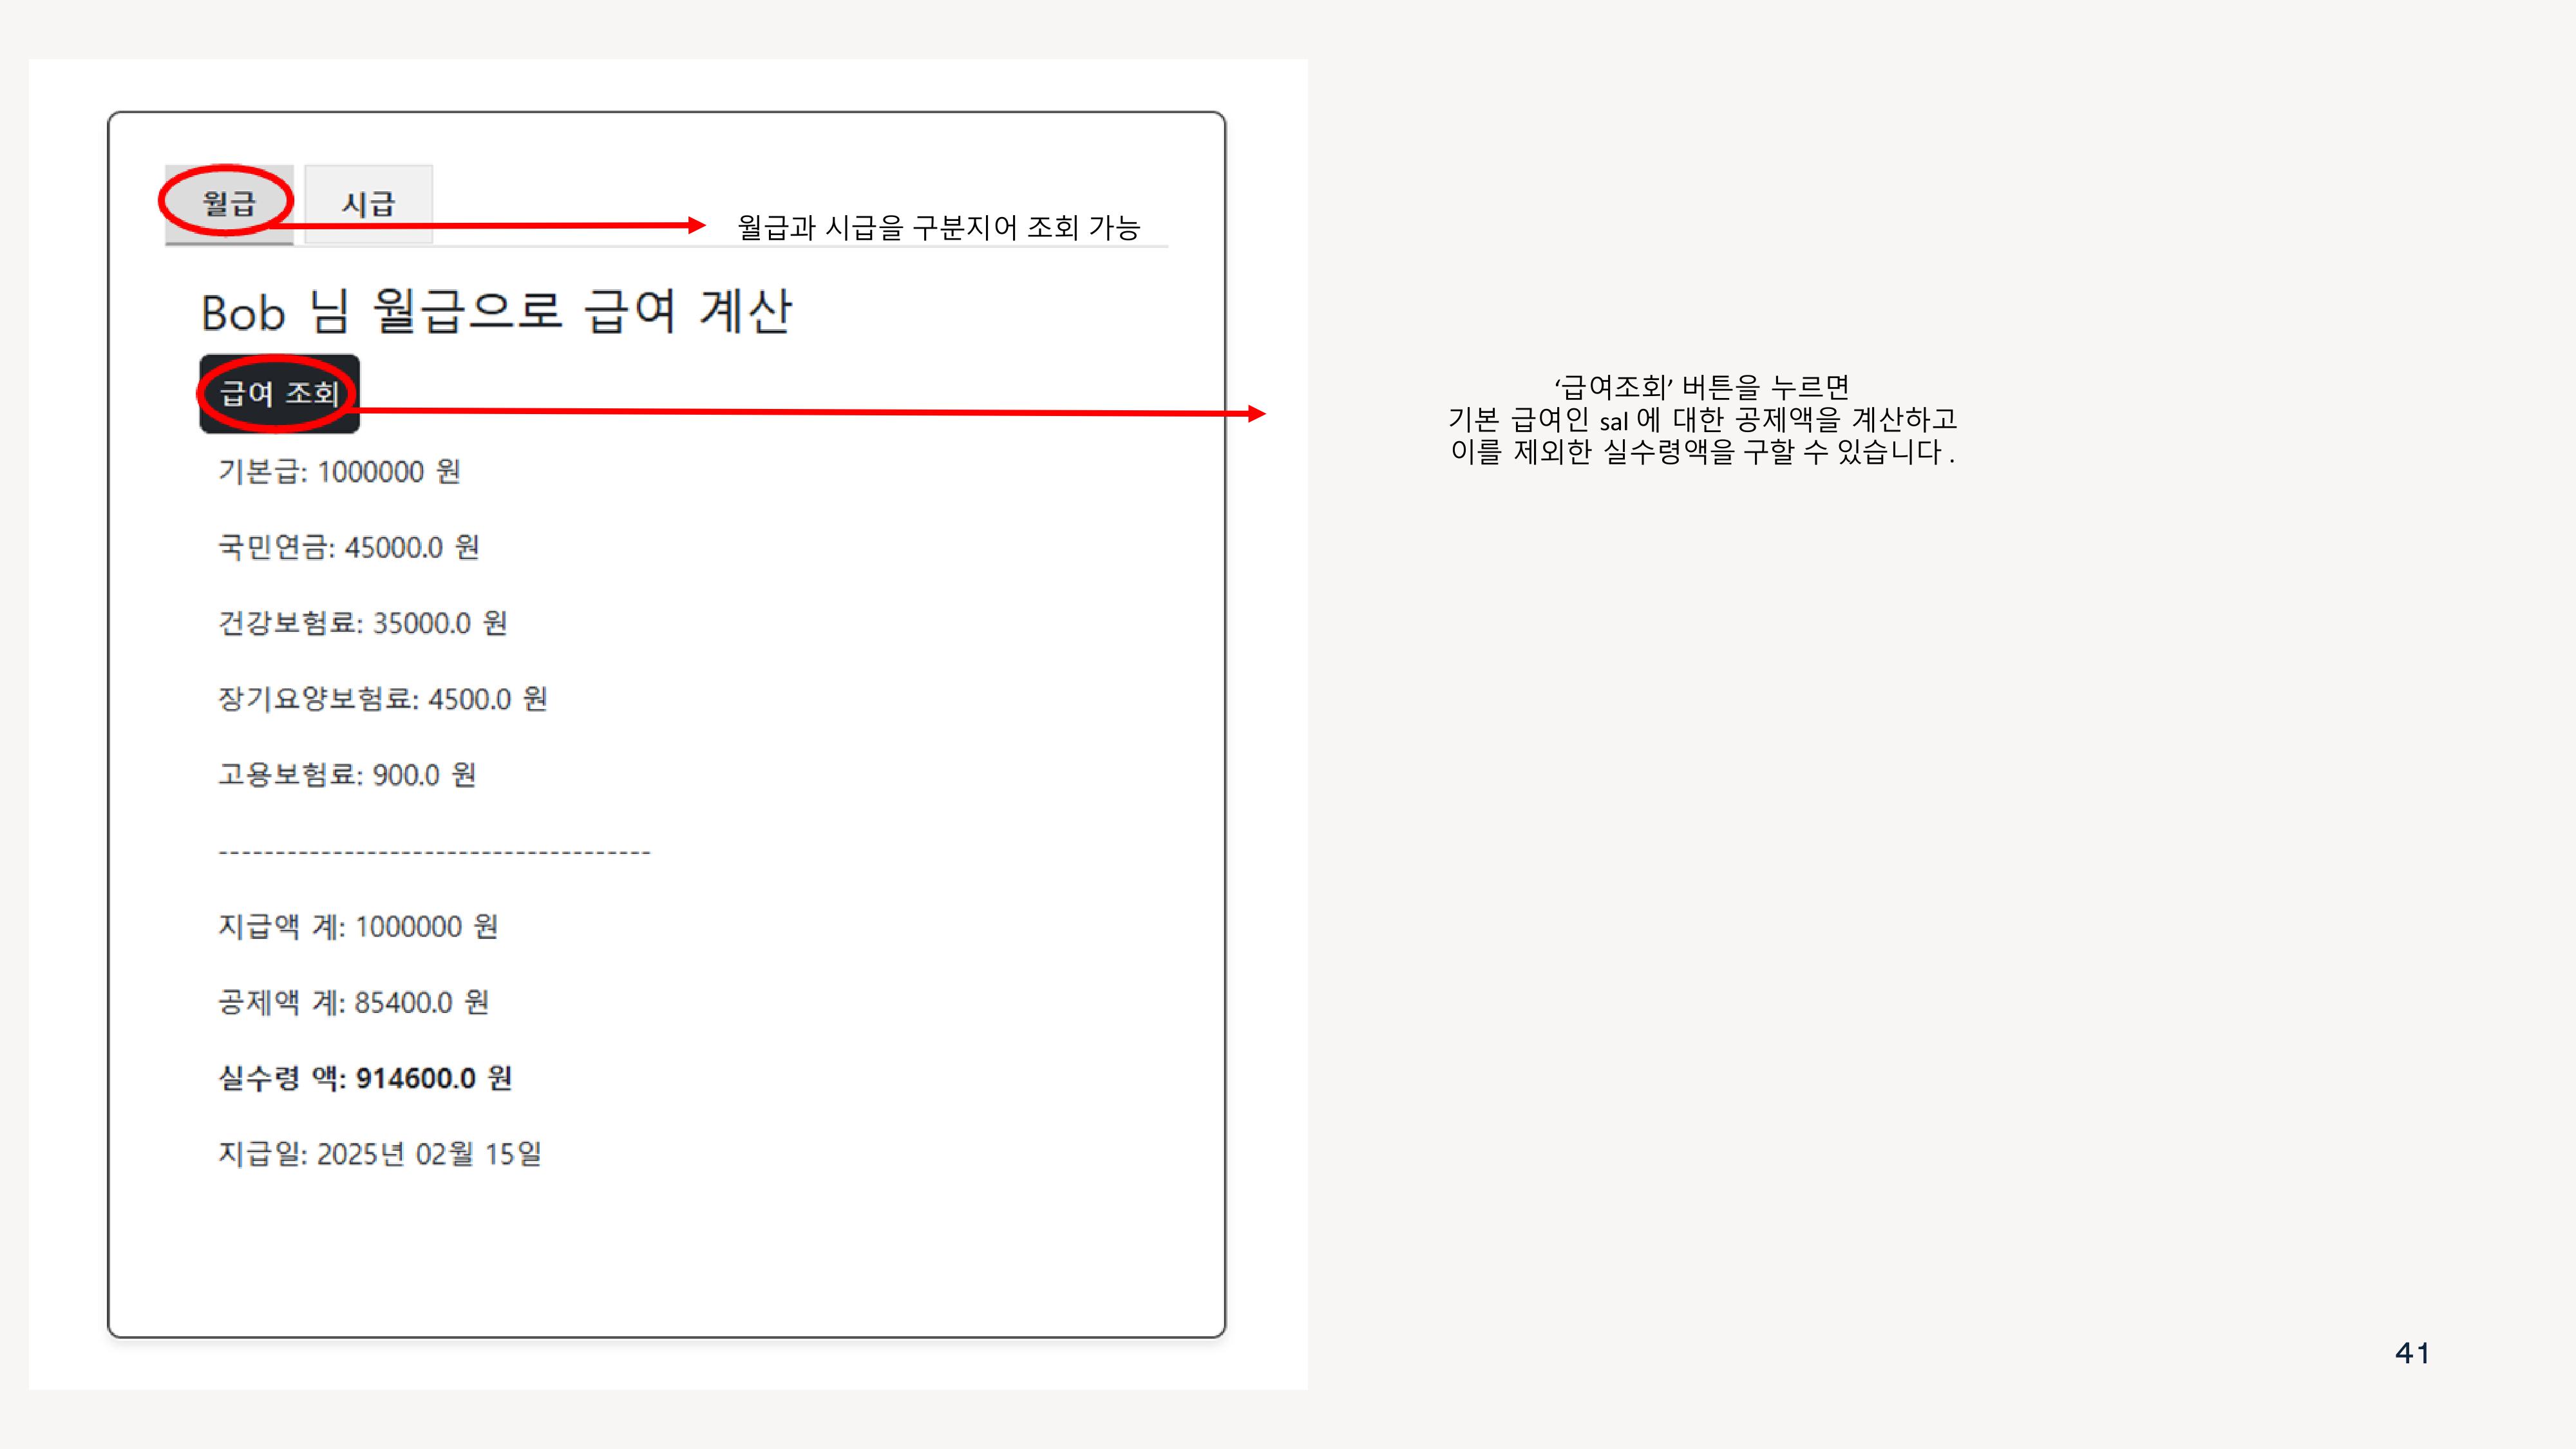 월급
시급
월급과 시급을 구분지어 조회 가능
Bob 님 월급으로 급여 계산
급여 조회
‘급여조회’ 버튼을 누르면
기본 급여인 sal 에 대한 공제액을 계산하고
이를 제외한 실수령액을 구할 수 있습니다 .
기본급: 1000000 원
국민연금: 45000.0 원
건강보험료: 35000.0 원
장기요양보험료: 4500.0 원
고용보험료: 900.0 원
--------------------------------------
지급액 계: 1000000 원
공제액 계: 85400.0 원
실수령 액: 914600.0 원
지급일: 2025년 02월 15일
41